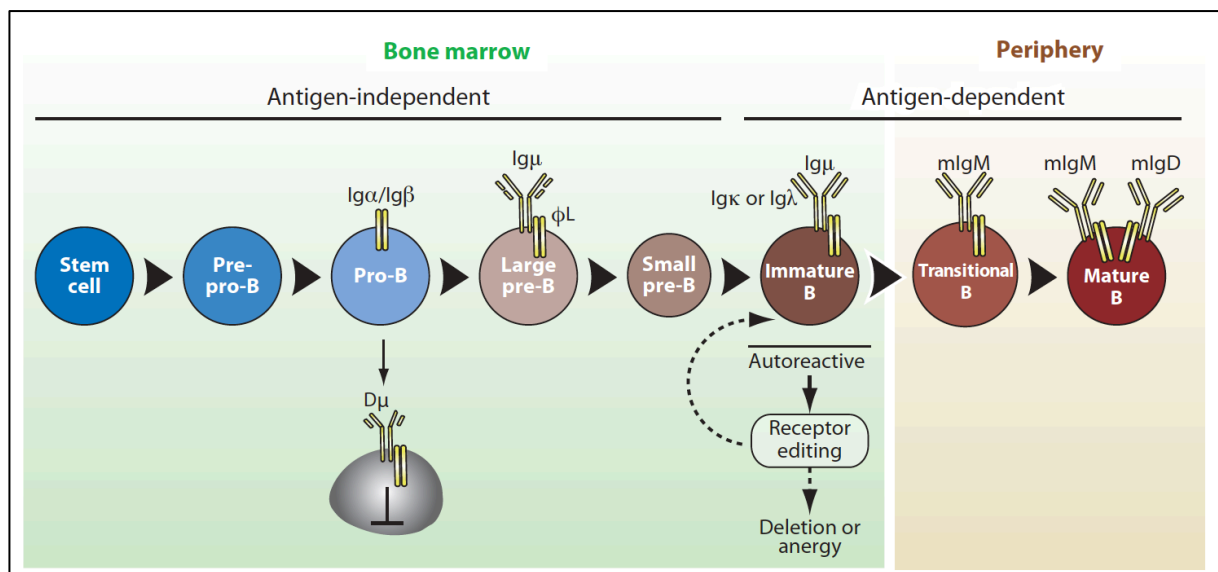 Bone marrow
Periphery
Antigen-independent
Antigen-dependent
Igα/Igβ
Igμ
ϕL
Igμ
Igκ or Igλ
mIgM
mIgM
mIgD
Stem
cell
Pre-
pro-B
Pro-B
Large
pre-B
Small
pre-B
Immature
B
Transitional
B
Mature
B
Dμ
Autoreactive
Receptor
editing
Deletion or
anergy